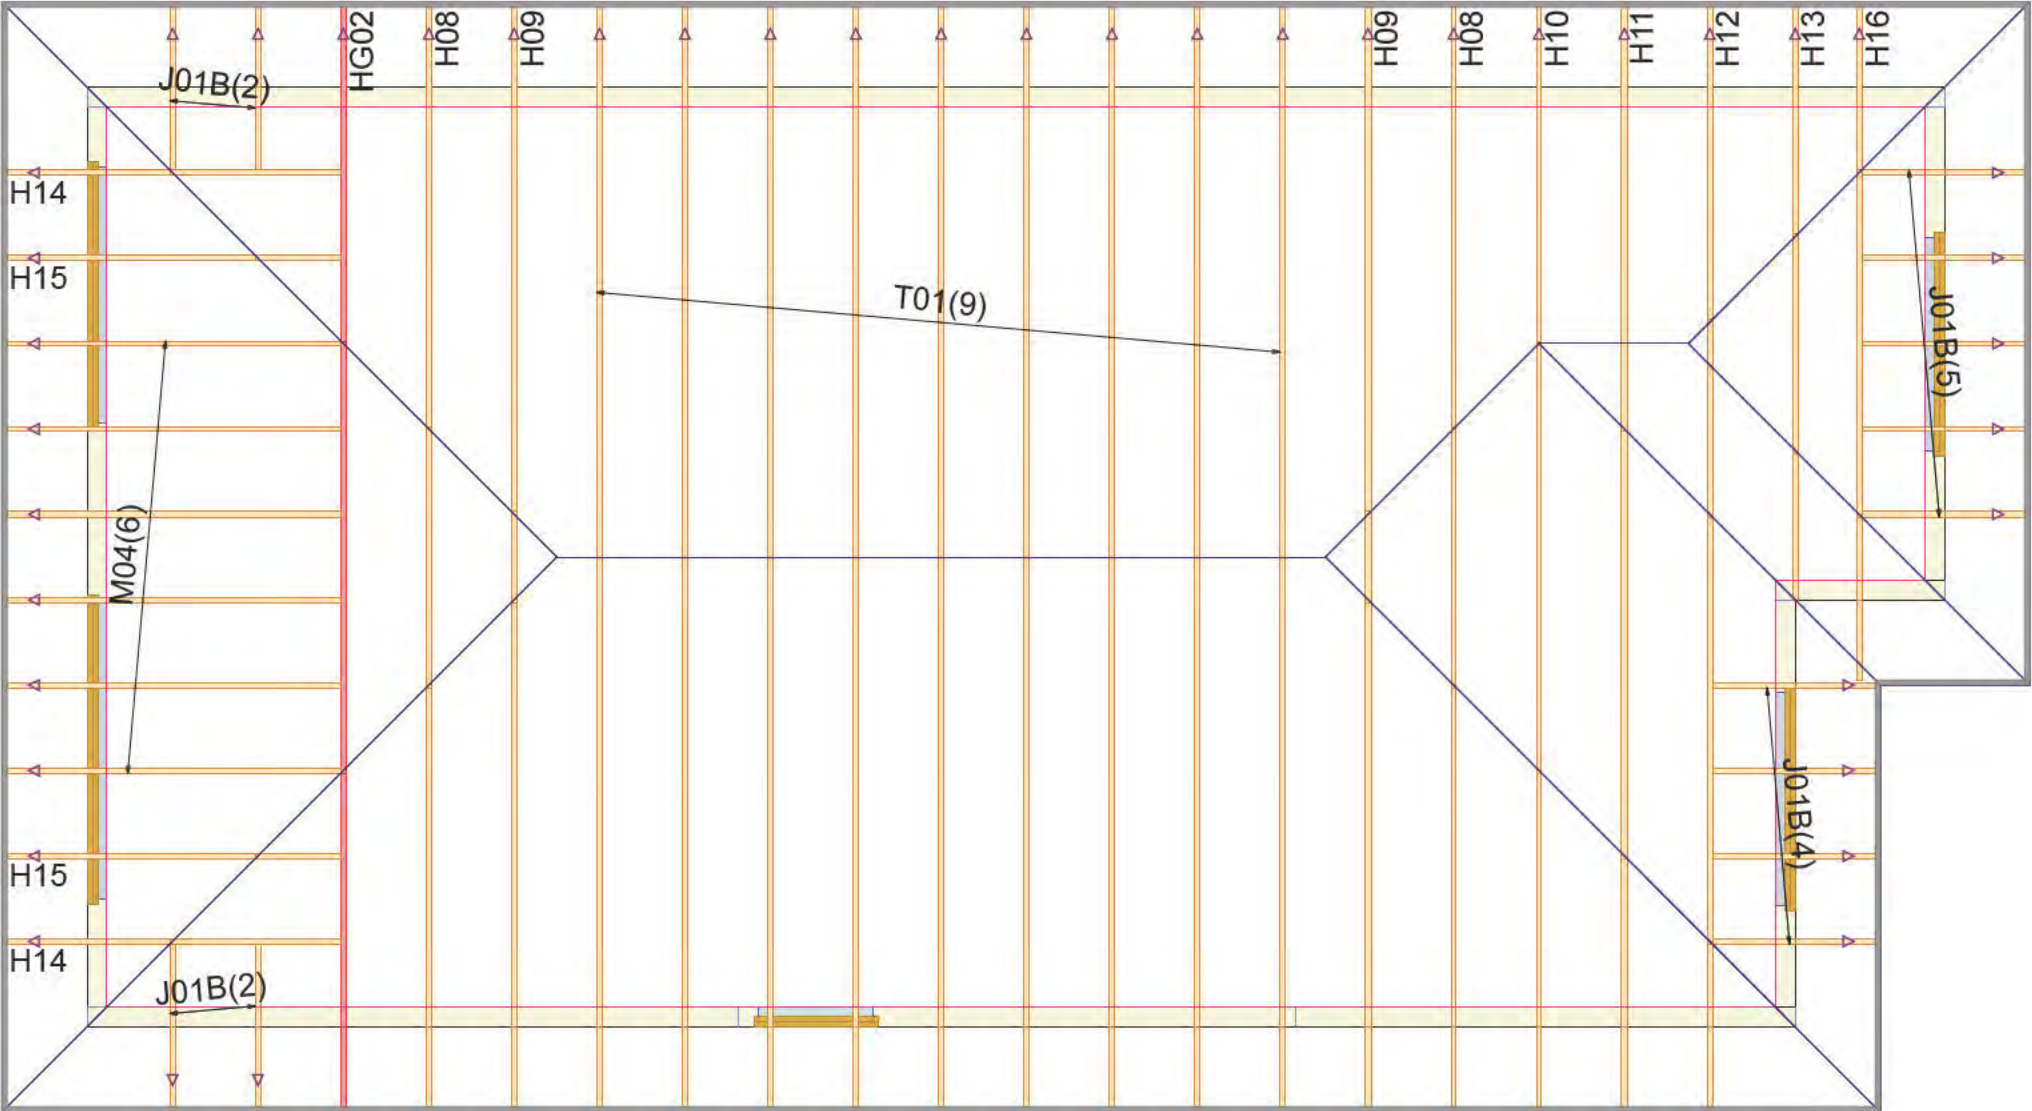 HG02
H08
H09
H09
H08
H10
H11
H12
H13
H16
J01B(2)
H14
H15
T01(9)
J01B(5)
M04(6)
J01B(4)
H15
H14
J01B(2)